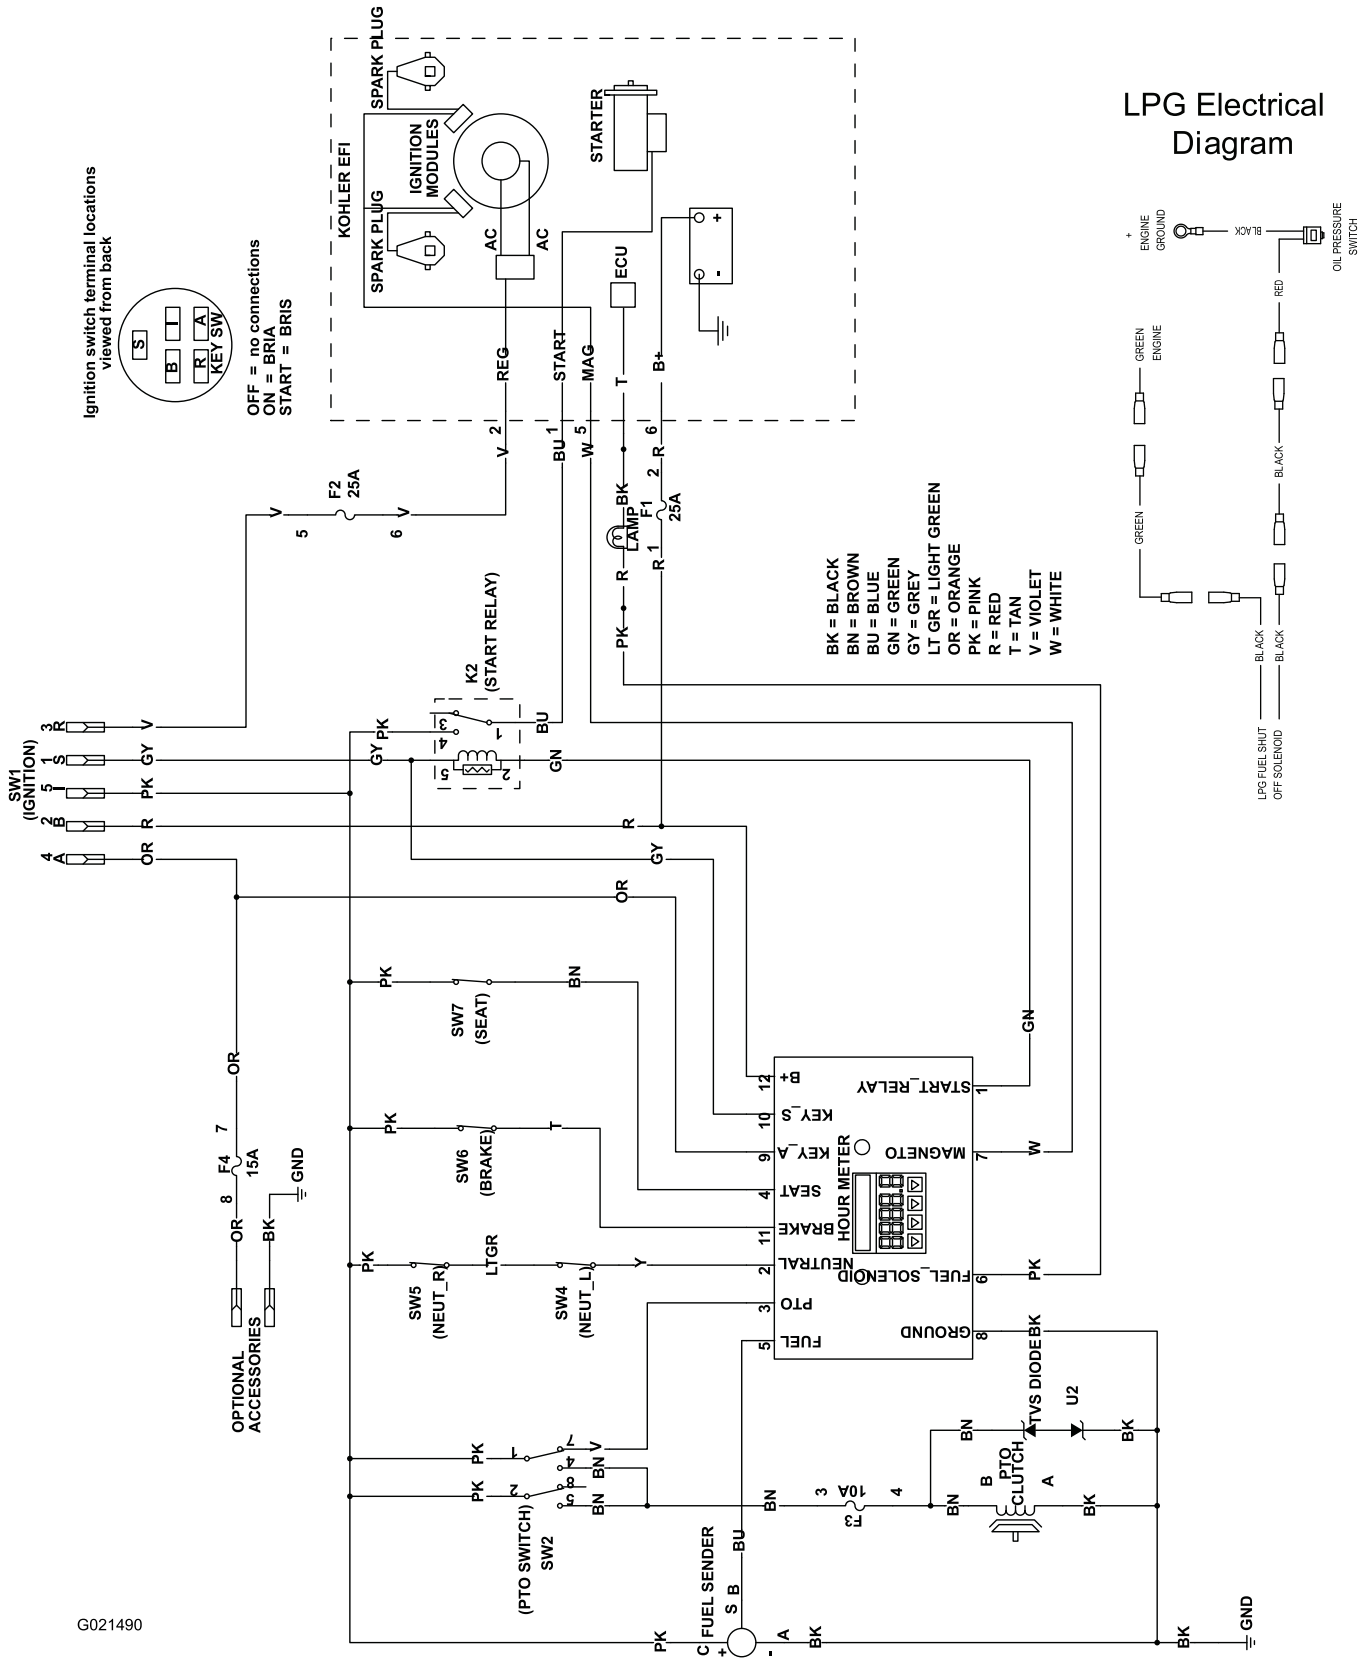 LPG Electrical
Diagram
Ignition switch terminal locations
viewed from back
S
B
I
R
A
KEY SW
OFF = no connections
ON = BRIA
START = BRIS
KOHLER EFI
SPARK PLUG
SPARK PLUG
IGNITION
MODULES
AC
AC
STARTER
ECU
+
-
REG
START
MAG
T
B+
2
1
5
6
V
BU
W
R
2
F2
25A
V
5
6
V
BK
LAMP
F1
25A
R
R
1
PK
K2
(START RELAY)
3
4
1
5
2
PK
GY
BU
GN
SW1
(IGNITION)
3
R
V
1
S
GY
5
I
PK
2
B
R
4
A
OR
R
GY
OR
BK = BLACK
BN = BROWN
BU = BLUE
GN = GREEN
GY = GREY
LT GR = LIGHT GREEN
OR = ORANGE
PK = PINK
R = RED
T = TAN
V = VIOLET
W = WHITE
+
ENGINE
GROUND
BLACK
OIL PRESSURE
SWITCH
RED
GREEN
ENGINE
GREEN
BLACK
BLACK
BLACK
LPG FUEL SHUT
OFF SOLENOID
PK
SW7
(SEAT)
BN
OR
7
F4
15A
8
OR
BK
GND
OPTIONAL
ACCESSORIES
PK
SW6
(BRAKE)
T
PK
SW5
(NEUT_R)
LTGR
SW4
(NEUT_L)
Y
12
B+
10
KEY_S
9
KEY_A
4
SEAT
11
BRAKE
2
NEUTRAL
3
PTO
5
FUEL
HOUR METER
START_RELAY
1
GN
MAGNETO
7
W
FUEL_SOLENOID
6
PK
GROUND
8
BK
PK
1
7
V
4
BN
PK
2
8
5
BN
(PTO SWITCH)
SW2
BN
3
10A
F3
4
BN
TVS DIODE
U2
BK
BN
B
PTO
CLUTCH
A
BK
FUEL SENDER
BU
S
B
C
+
PK
-
A
BK
BK
GND
G021490